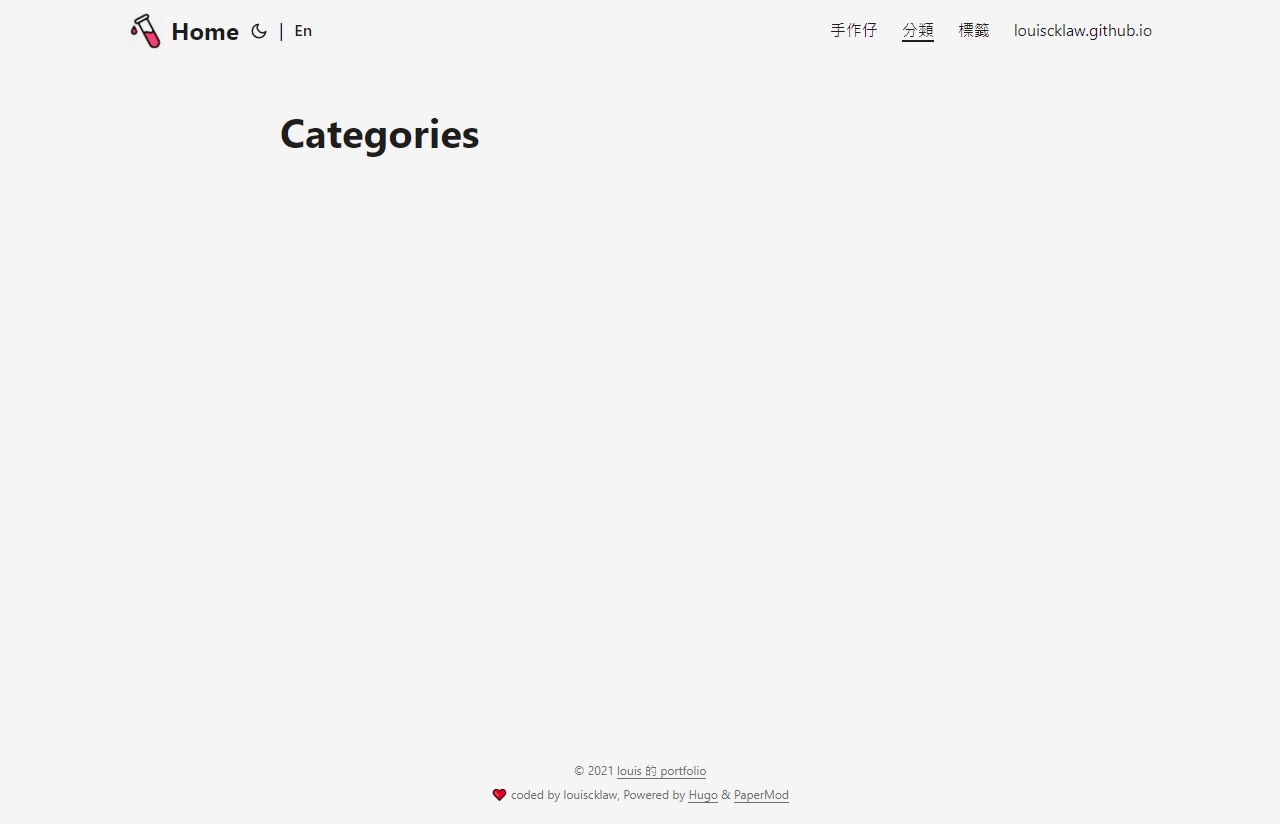 Home | En 手作仔 分類 標籤 louiscklaw.github.io
Categories
© 2021 louis 的 portfolio
coded by louiscklaw, Powered by Hugo & PaperMod